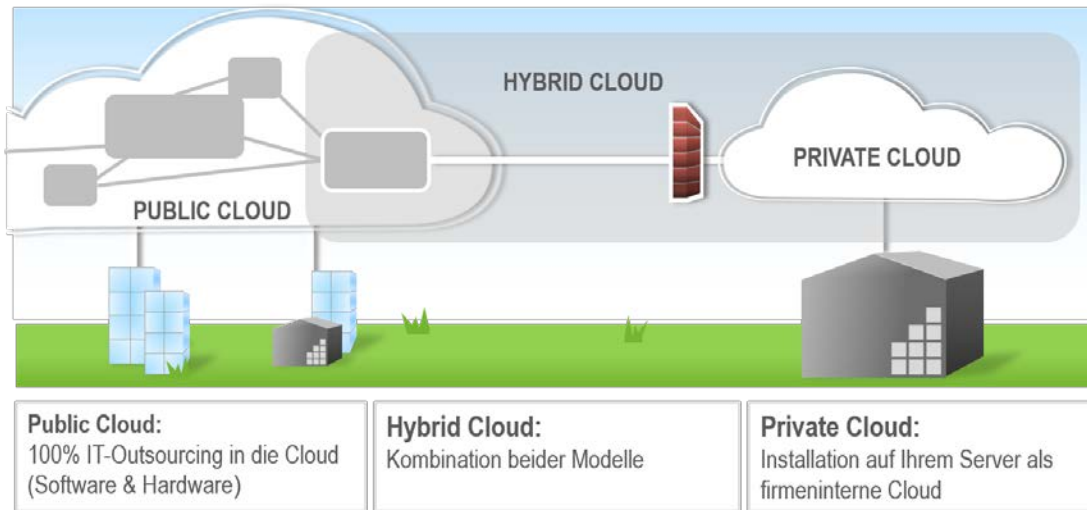 HYBRID CLOUD
PRIVATE CLOUD
PUBLIC CLOUD
Public Cloud:
100% IT-Outsourcing in die Cloud
(Software & Hardware)
Hybrid Cloud:
Kombination beider Modelle
Private Cloud:
Installation auf Ihrem Server als
firmeninterne Cloud